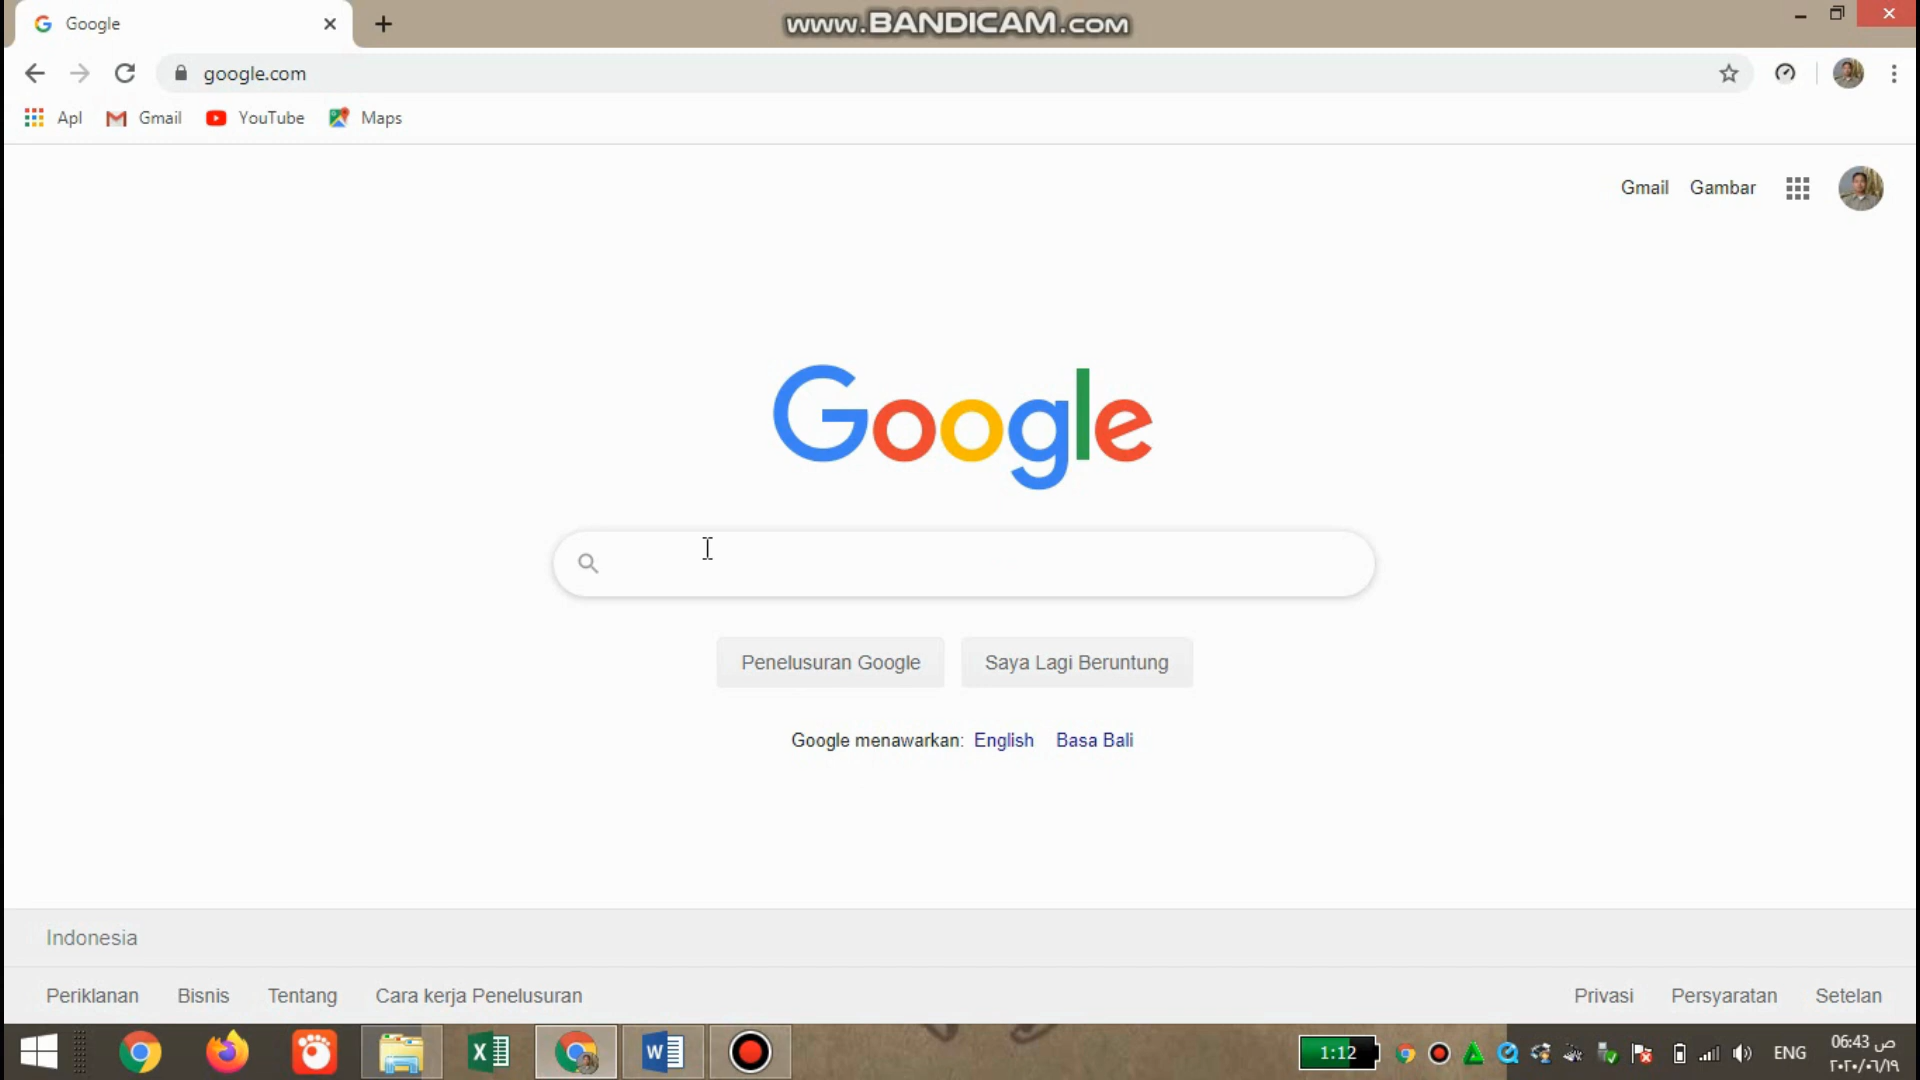 Google
www.BANDICAM.com
google.com
Apl Gmail YouTube Maps
Gmail Gambar
Google
Penelusuran Google Saya Lagi Beruntung
Google menawarkan: English Basa Bali
Indonesia
Periklanan Bisnis Tentang Cara kerja Penelusuran Privasi Persyaratan Setelan
1:12 ENG 06:43 ص
٢٠٢٠/٠٦/١٩